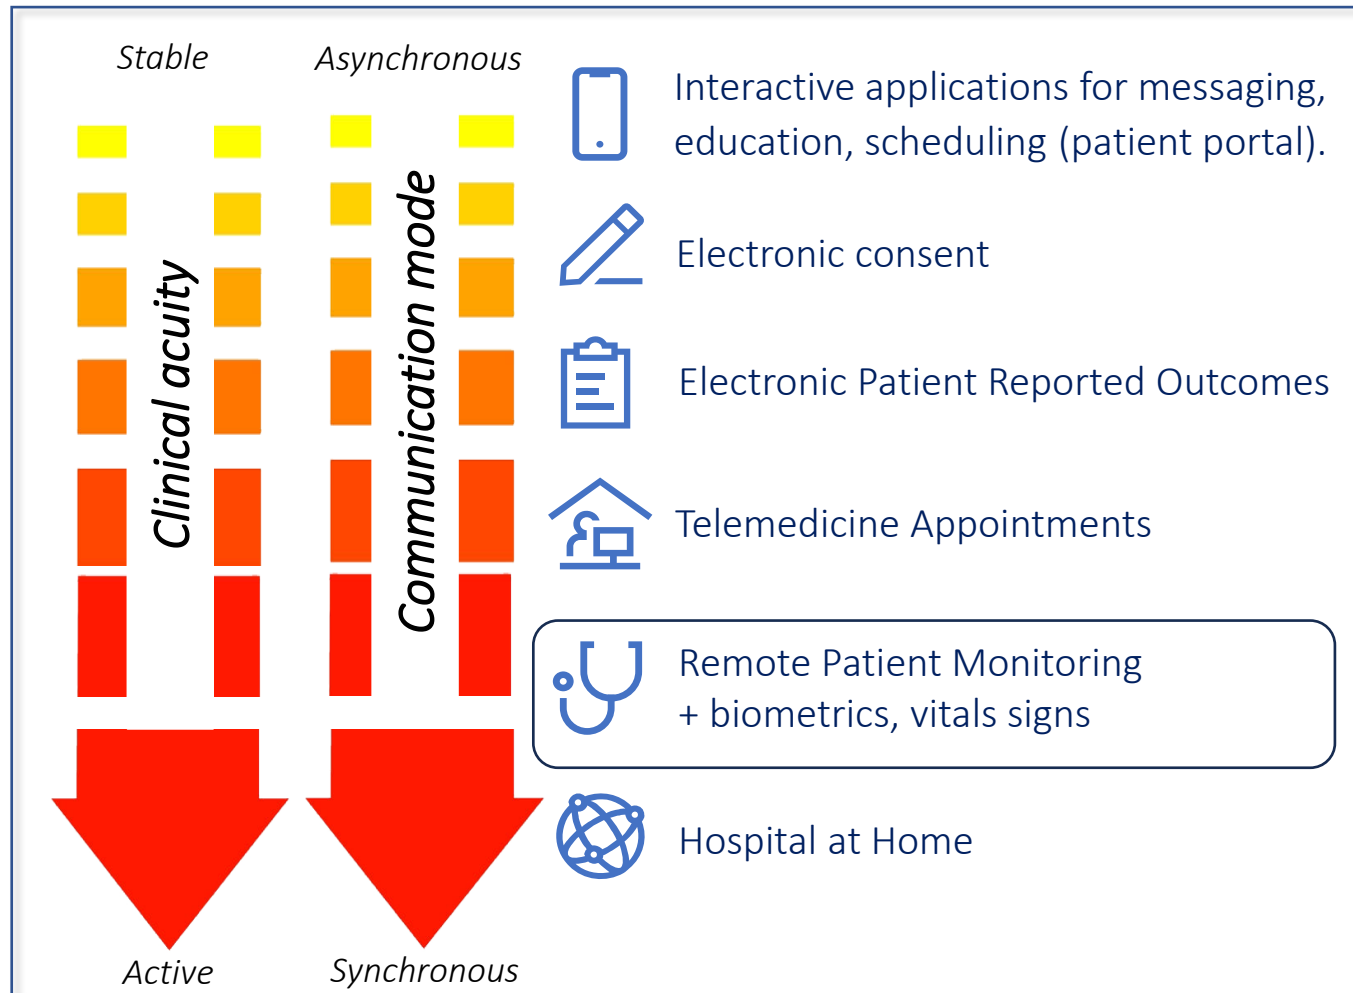 Stable
Asynchronous
Clinical acuity
Communication mode
Interactive applications for messaging,
education, scheduling (patient portal).
Electronic consent
Electronic Patient Reported Outcomes
Telemedicine Appointments
Remote Patient Monitoring
+ biometrics, vitals signs
Hospital at Home
Active
Synchronous